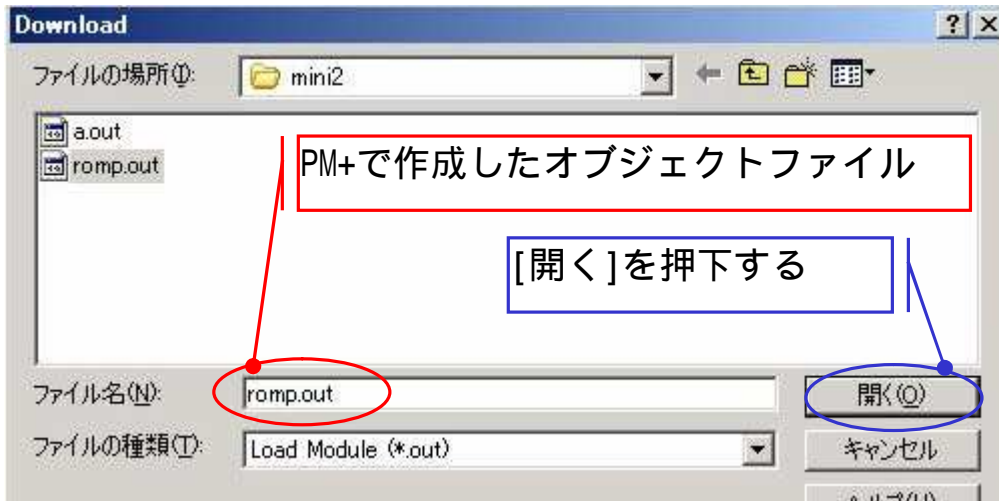 Download
ファイルの場所(I):
mini2
a.out
romp.out
PM+で作成したオブジェクトファイル
[開く]を押下する
ファイル名(N):
romp.out
開く(O)
ファイルの種類(T):
Load Module (*.out)
キャンセル
ヘルプ(H)